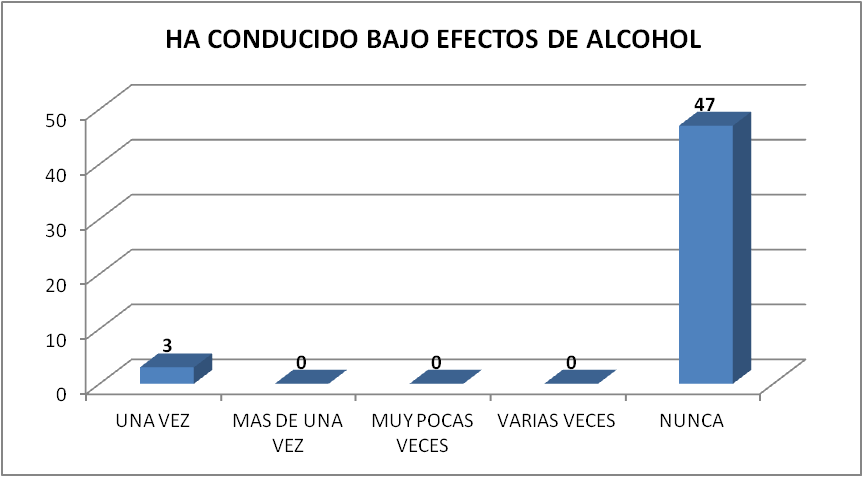 HA CONDUCIDO BAJO EFECTOS DE ALCOHOL
50
40
30
20
10
0
3
0
0
0
47
UNA VEZ
MAS DE UNA
VEZ
MUY POCAS
VECES
VARIAS VECES
NUNCA